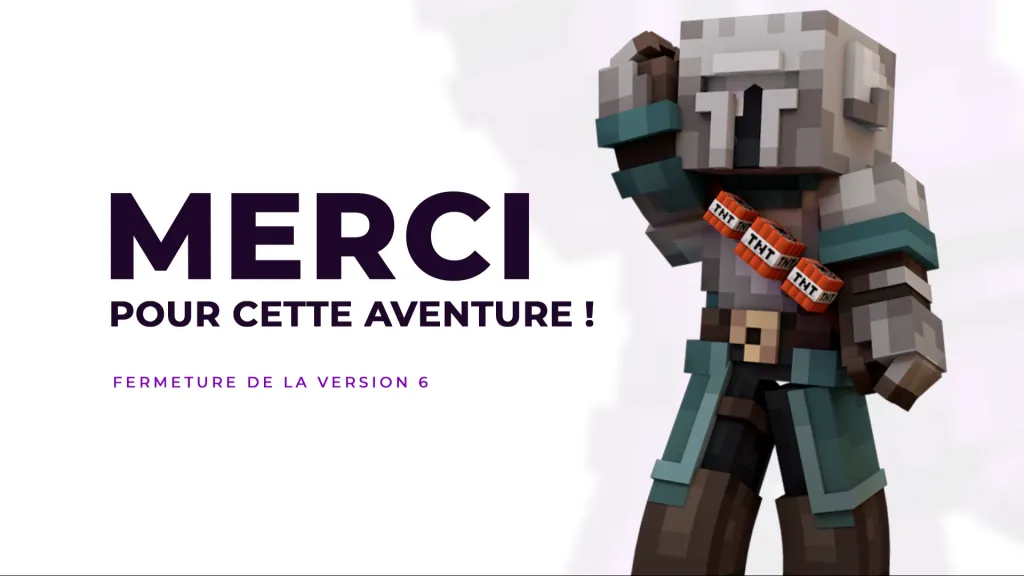 MERCI
POUR CETTE AVENTURE !
FERMETURE DE LA VERSION 6
TNT
TNT
TNT